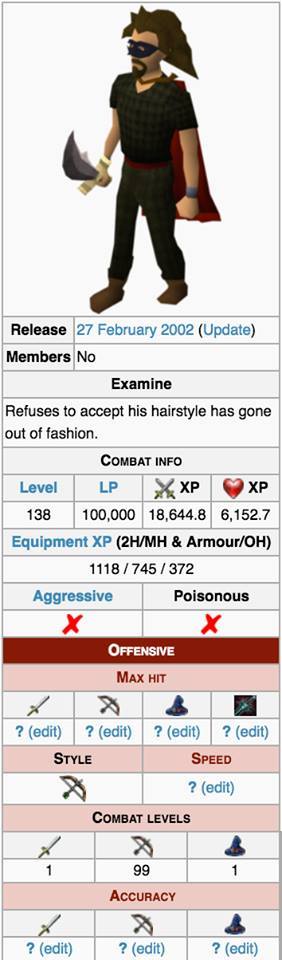 Release 27 February 2002 (Update)
Members No
Examine
Refuses to accept his hairstyle has gone
out of fashion.
COMBAT INFO
Level LP XP XP
138 100,000 18,644.8 6,152.7
Equipment XP (2H/MH & Armour/OH)
1118 / 745 / 372
Aggressive Poisonous
OFFENSIVE
MAX HIT
? (edit) ? (edit) ? (edit) ? (edit)
STYLE SPEED
? (edit)
COMBAT LEVELS
1 99 1
ACCURACY
? (edit) ? (edit) ? (edit)